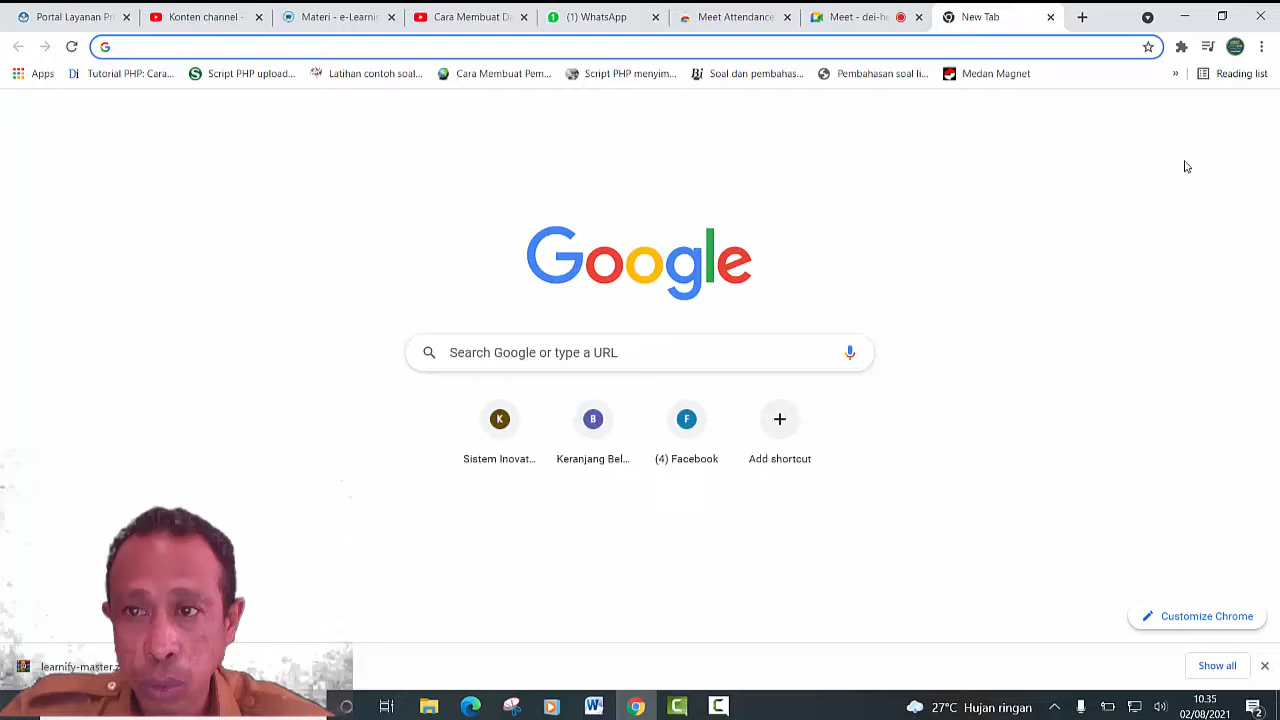 Portal Layanan Pr
Konten channel -
Materi - e-Learnin
Cara Membuat Da
(1) WhatsApp
Meet Attendance
Meet - dei-he
New Tab
Apps
Tutorial PHP: Cara...
Script PHP upload...
Latihan contoh soal...
Cara Membuat Pem...
Script PHP menyim...
Soal dan pembahas...
Pembahasan soal li...
Medan Magnet
»
Reading list
Google
Search Google or type a URL
K
B
F
Sistem Inovat...
Keranjang Bel...
(4) Facebook
Add shortcut
Customize Chrome
learnify-master.z
Show all
27°C Hujan ringan
10.35
02/08/2021
2